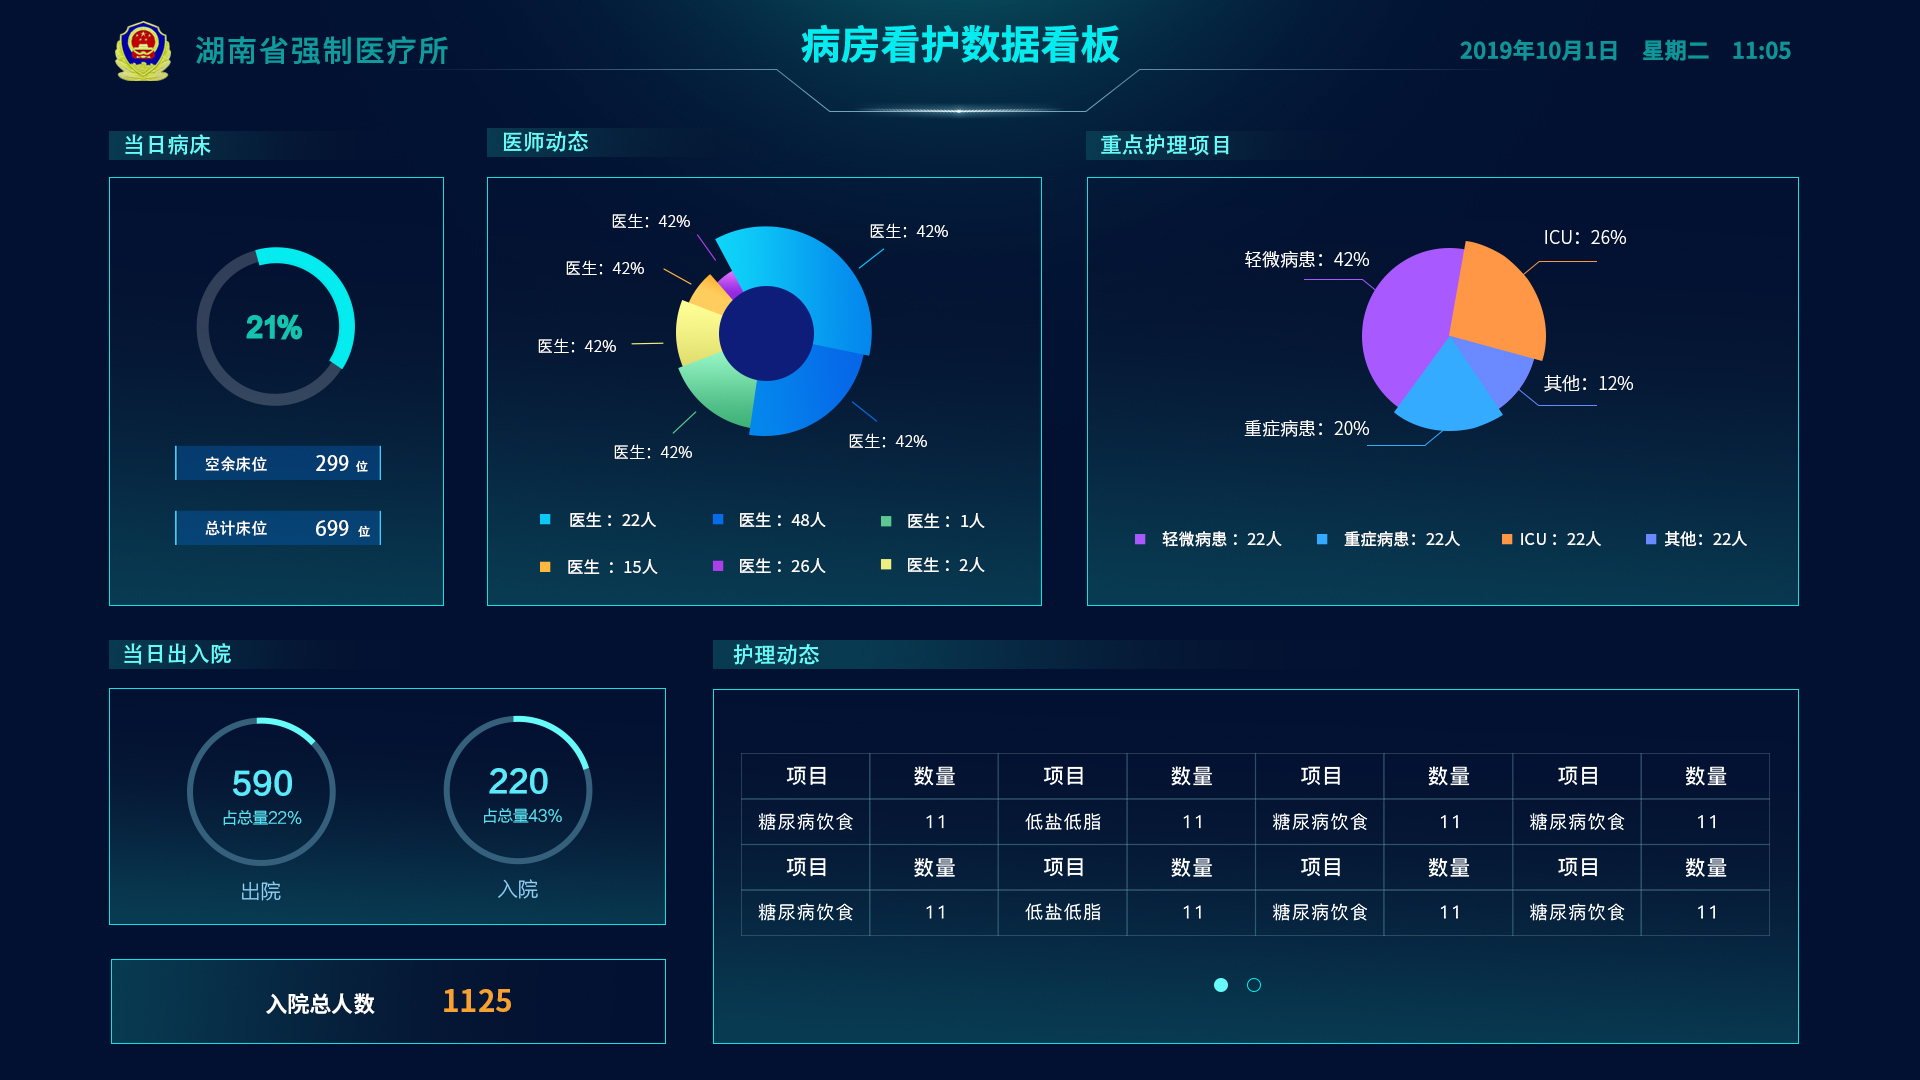 湖南省强制医疗所
病房看护数据看板
2019年10月1日 星期二 11:05
当日病床
21%
空余床位 299 位
总计床位 699 位
医师动态
医生：42%
医生：42%
医生：42%
医生：42%
医生：42%
医生：42%
医生：22人
医生：48人
医生：1人
医生：15人
医生：26人
医生：2人
重点护理项目
ICU：26%
轻微病患：42%
其他：12%
重症病患：20%
轻微病患：22人
重症病患：22人
ICU：22人
其他：22人
当日出入院
590
占总量22%
出院
220
占总量43%
入院
入院总人数 1125
护理动态
项目 数量 项目 数量 项目 数量 项目 数量
糖尿病饮食 11 低盐低脂 11 糖尿病饮食 11 糖尿病饮食 11
项目 数量 项目 数量 项目 数量 项目 数量
糖尿病饮食 11 低盐低脂 11 糖尿病饮食 11 糖尿病饮食 11